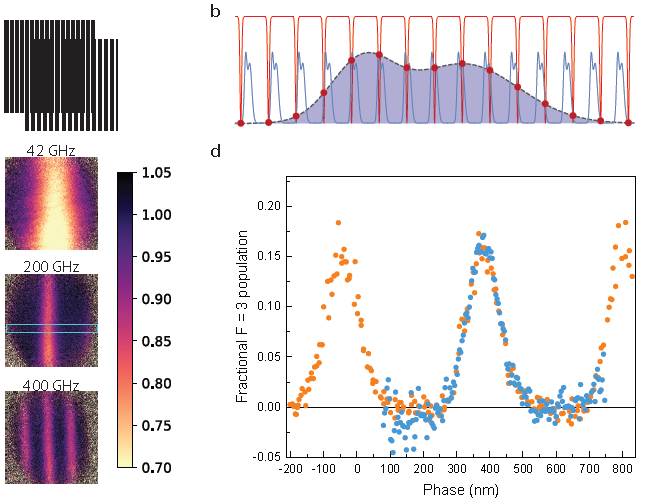 b
42 GHz
200 GHz
400 GHz
1.05
1.00
0.95
0.90
0.85
0.80
0.75
0.70
d
Fractional F = 3 population
0.20
0.15
0.10
0.05
0.00
-0.05
-200 -100 0 100 200 300 400 500 600 700 800
Phase (nm)